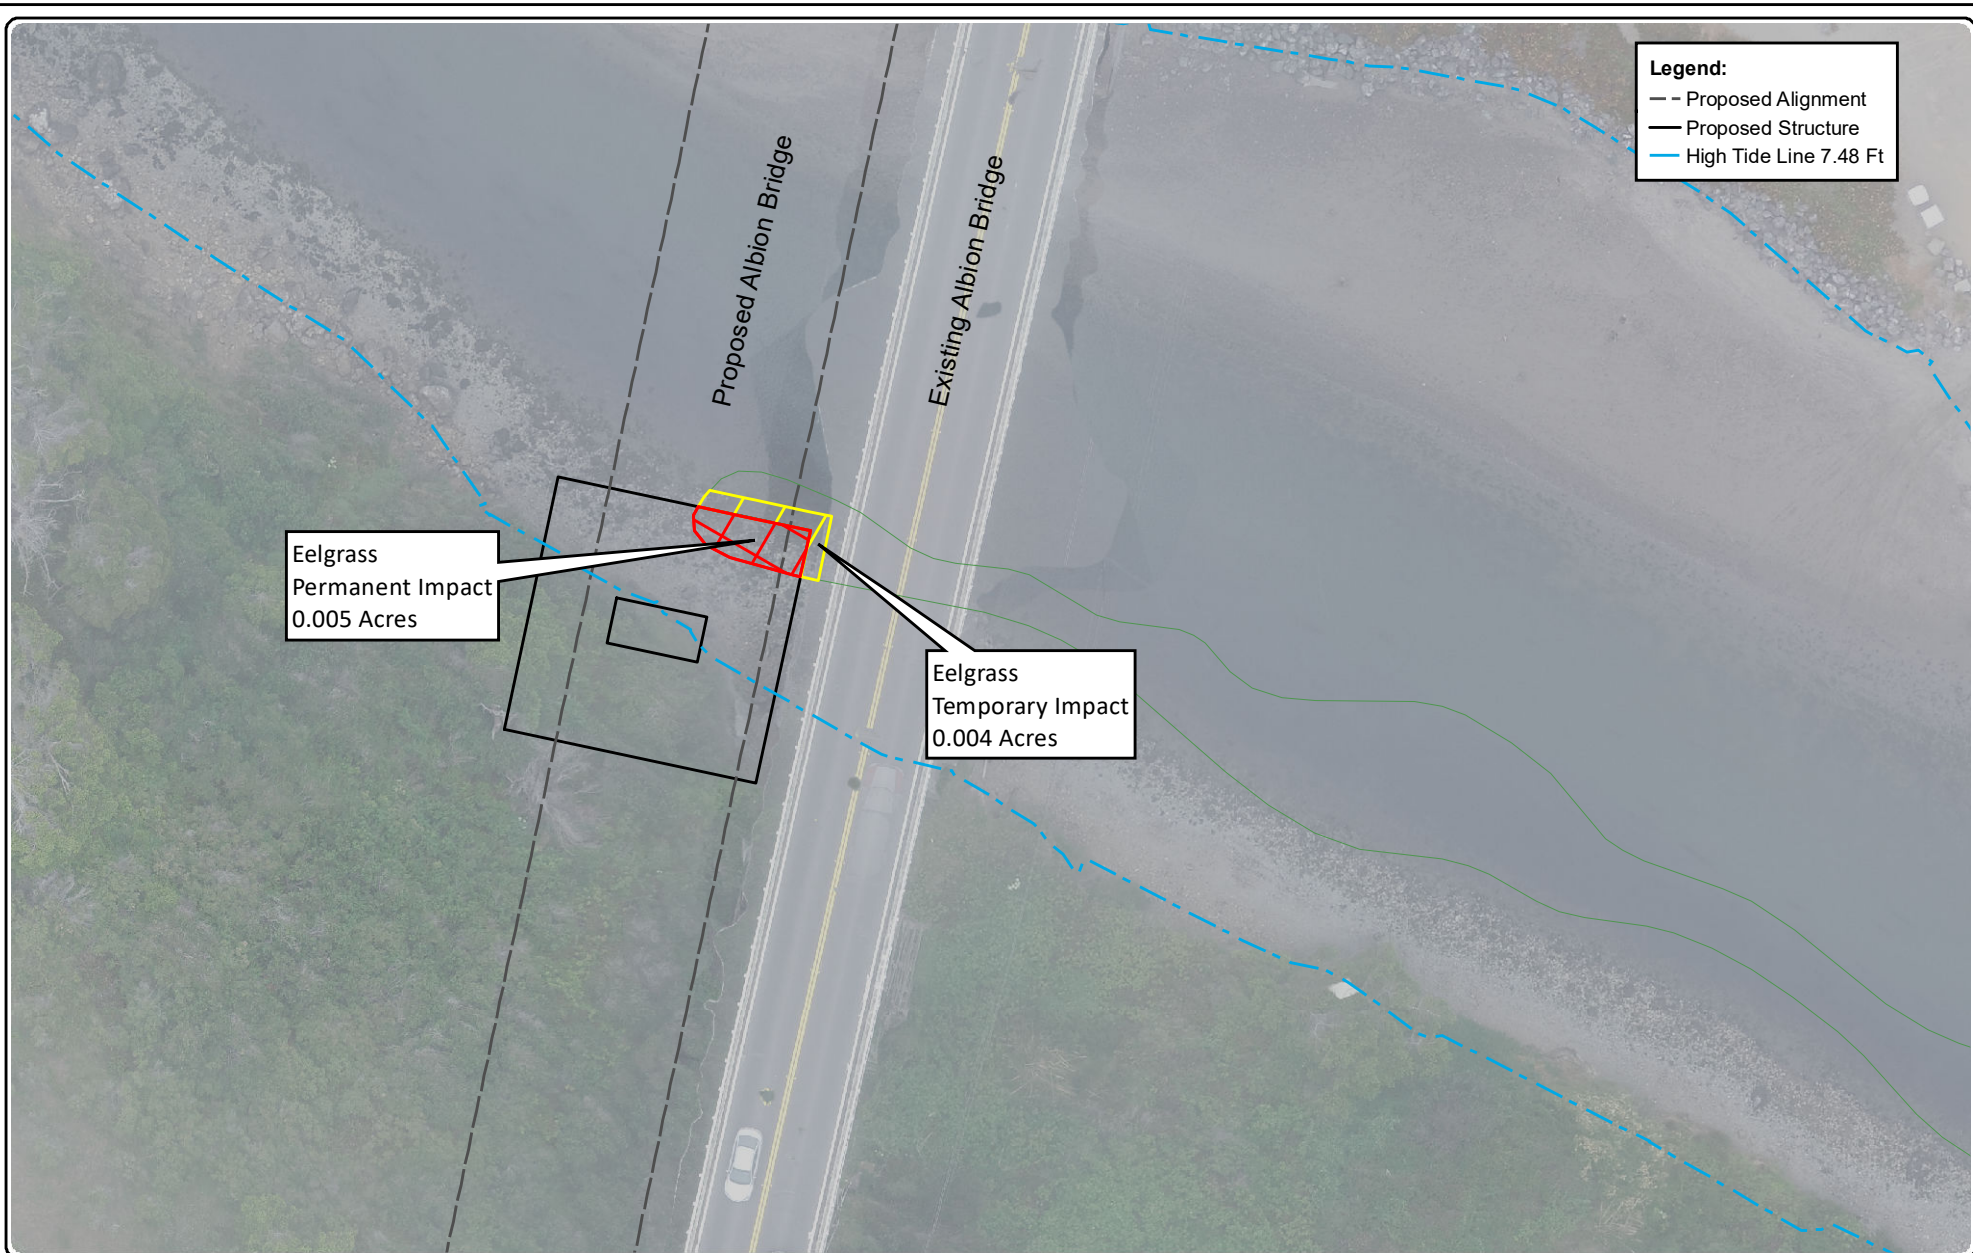 Legend:
Proposed Alignment
Proposed Structure
High Tide Line 7.48 Ft
Proposed Albion Bridge
Existing Albion Bridge
Eelgrass
Permanent Impact
0.005 Acres
Eelgrass
Temporary Impact
0.004 Acres